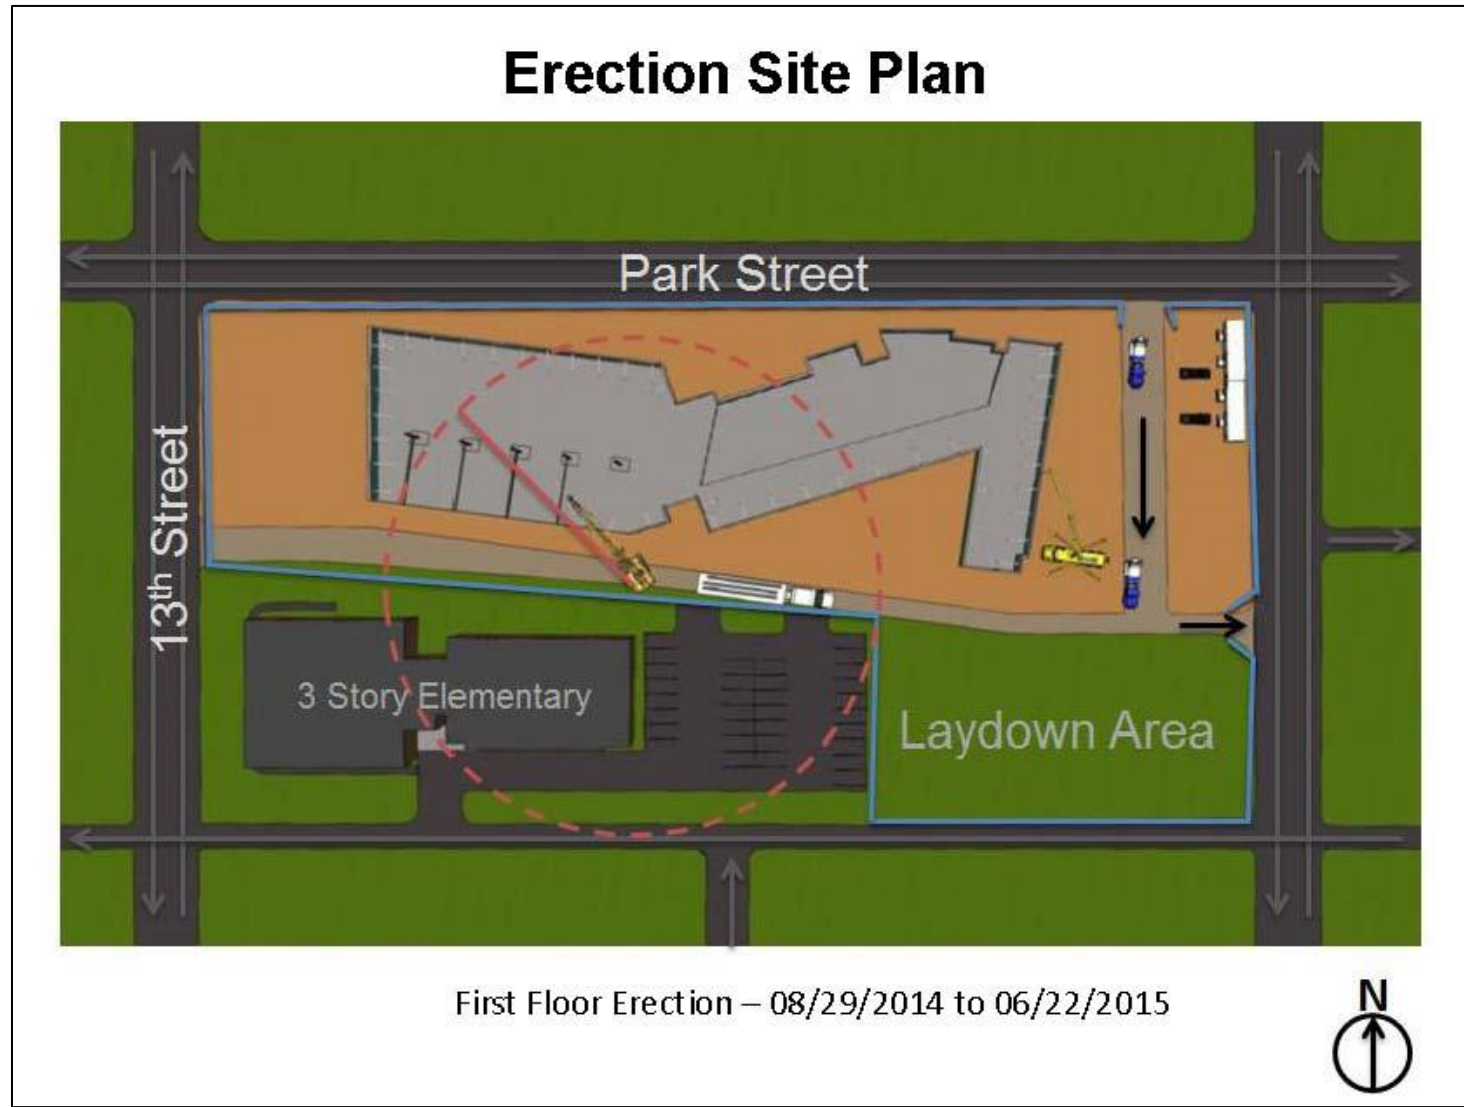 Erection Site Plan
Park Street
13th Street
3 Story Elementary
Laydown Area
First Floor Erection – 08/29/2014 to 06/22/2015
N